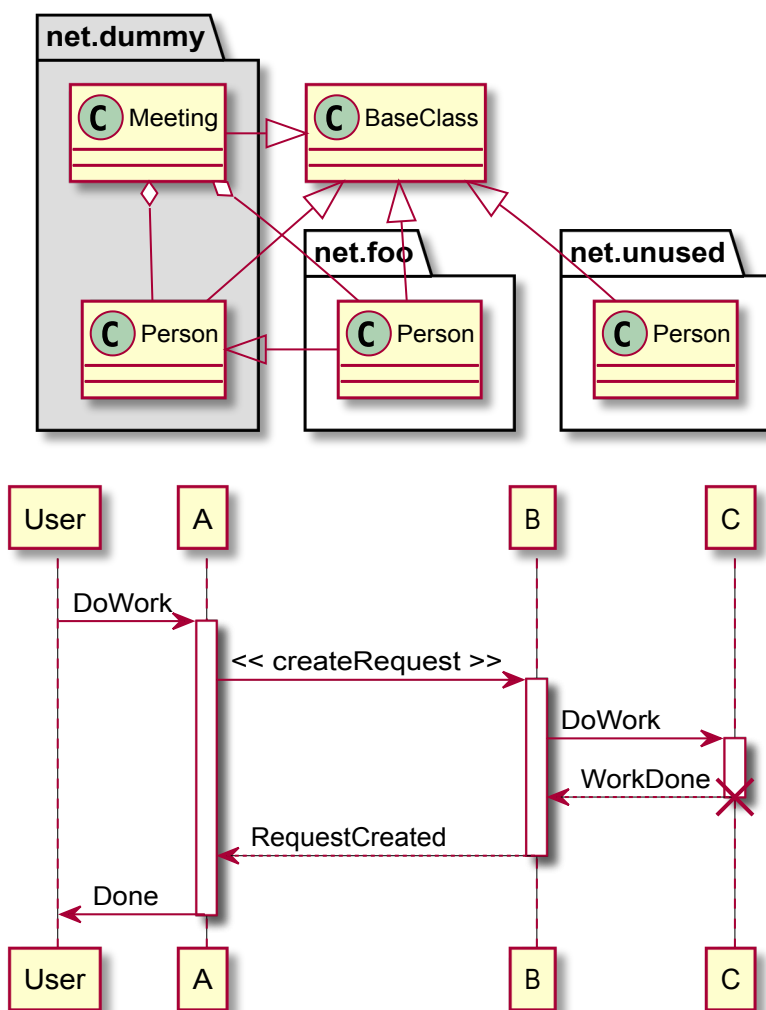 net.dummy
C Meeting
C BaseClass
net.foo
net.unused
C Person
C Person
C Person
User
A
B
C
DoWork
<< createRequest >>
DoWork
WorkDone
RequestCreated
Done
User
A
B
C